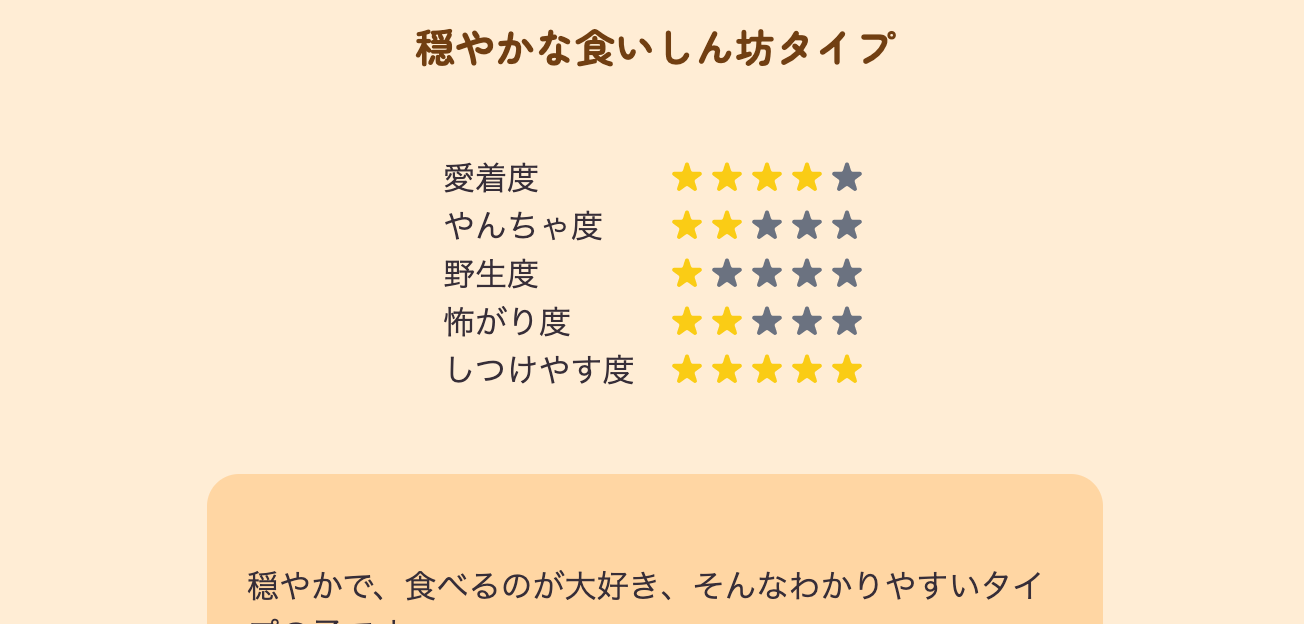 穏やかな食いしん坊タイプ
愛着度
やんちゃ度
野生度
怖がり度
しつけやす度
穏やかで、食べるのが大好き、そんなわかりやすいタイ